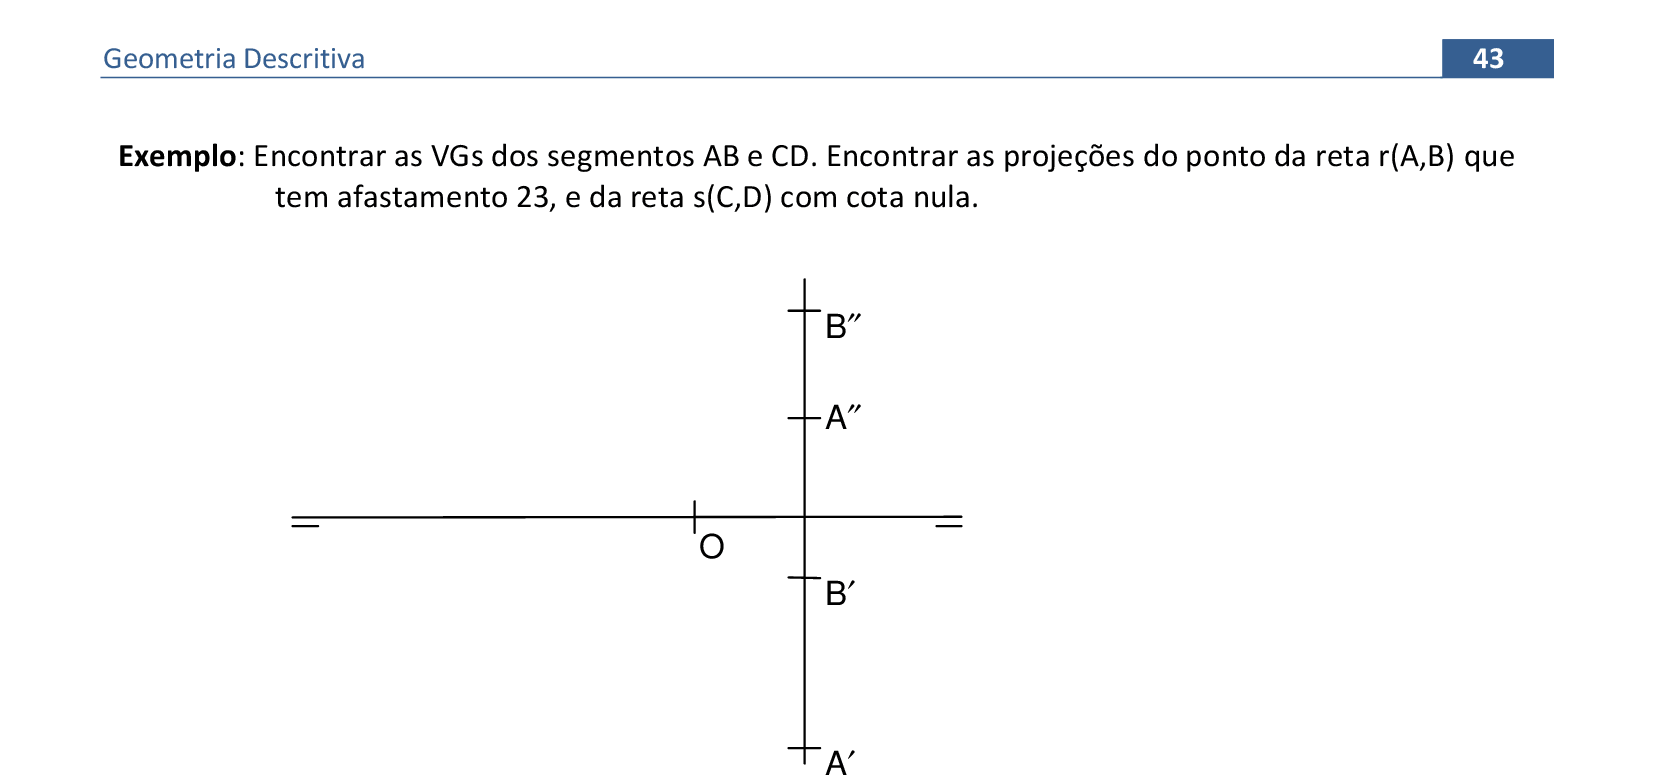 Geometria Descritiva 43
Exemplo: Encontrar as VGs dos segmentos AB e CD. Encontrar as projeções do ponto da reta r(A,B) que
tem afastamento 23, e da reta s(C,D) com cota nula.
B″
A″
O
B′
A′